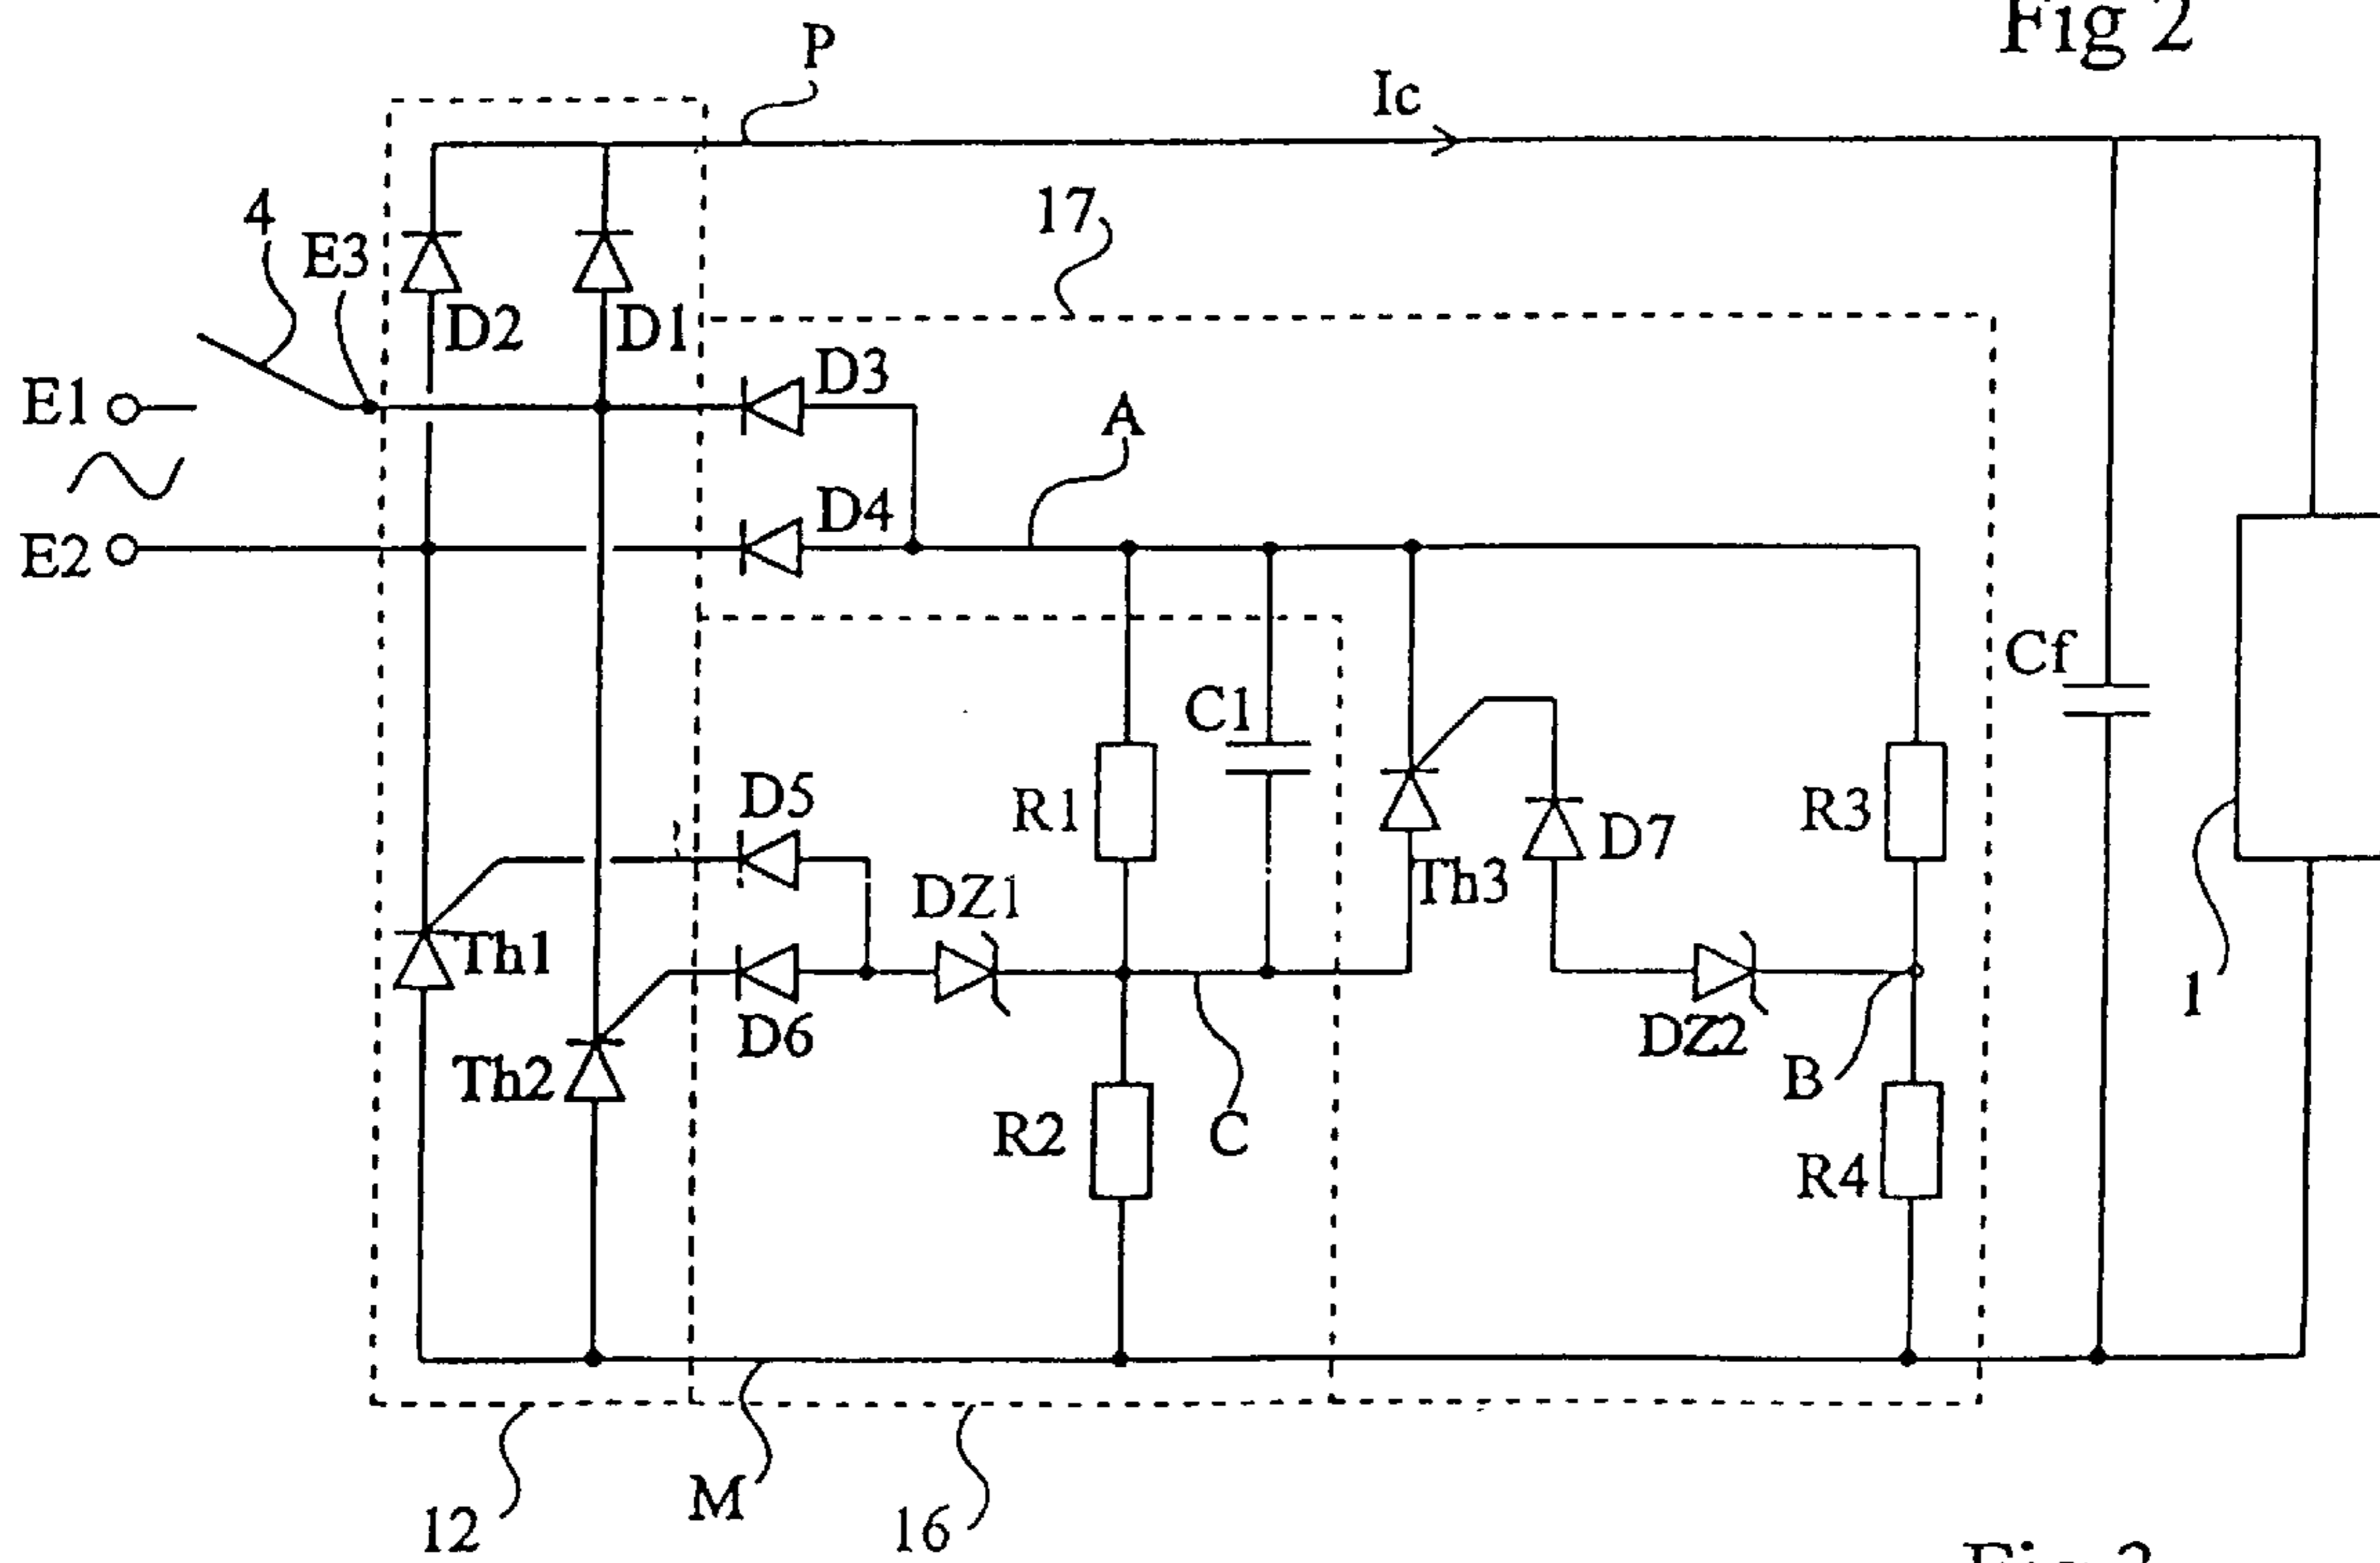 Fig 2
P
Ic
4
E3
17
D2
D1
D3
E1
A
D4
E2
Cf
C1
D5
R1
D7
R3
DZ1
Th3
Th1
D6
DZ2
1
Th2
B
R2
C
R4
M
12
16